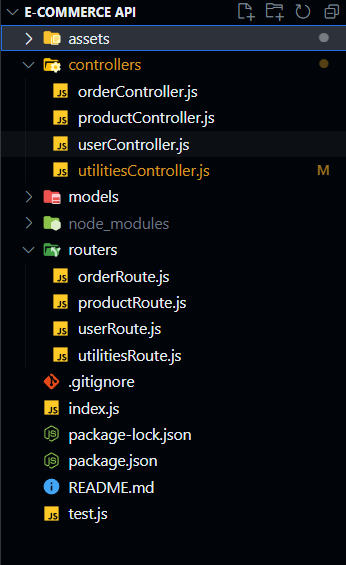 E-COMMERCE API
assets
controllers
JS orderController.js
JS productController.js
JS userController.js
JS utilitiesController.js M
models
node_modules
routers
JS orderRoute.js
JS productRoute.js
JS userRoute.js
JS utilitiesRoute.js
.gitignore
JS index.js
package-lock.json
package.json
README.md
JS test.js